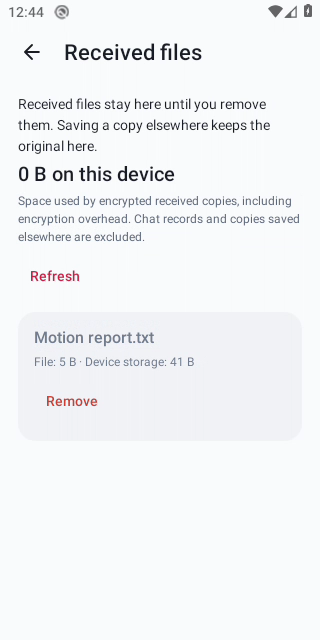 12:44
Received files
Received files stay here until you remove
them. Saving a copy elsewhere keeps the
original here.
0 B on this device
Space used by encrypted received copies, including
encryption overhead. Chat records and copies saved
elsewhere are excluded.
Refresh
Motion report.txt
File: 5 B · Device storage: 41 B
Remove